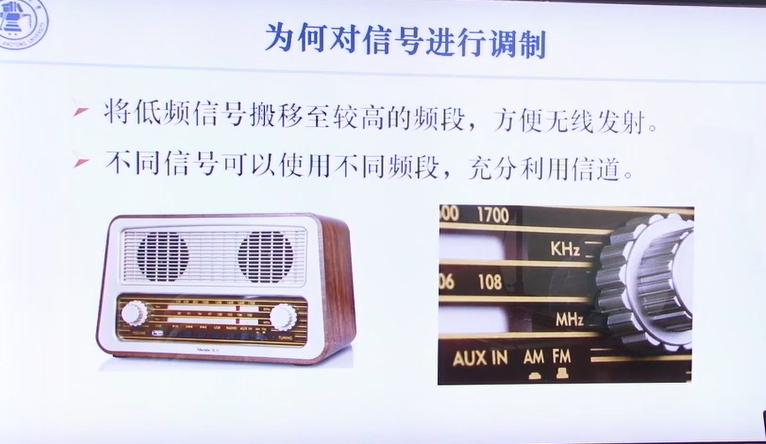 为何对信号进行调制
将低频信号搬移至较高的频段，方便无线发射。
不同信号可以使用不同频段，充分利用信道。
00 1700
KHz
06 108
MHz
AUX IN AM FM